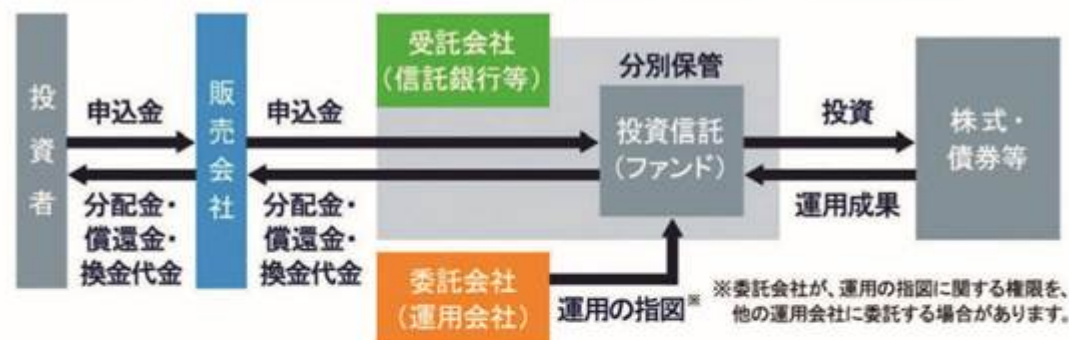 投資者
申込金
分配金・
償還金・
換金代金
販売会社
申込金
分配金・
償還金・
換金代金
受託会社
(信託銀行等)
分別保管
投資信託
(ファンド)
投資
運用成果
株式・
債券等
委託会社
(運用会社)
運用の指図※
※委託会社が、運用の指図に関する権限を、
他の運用会社に委託する場合があります。